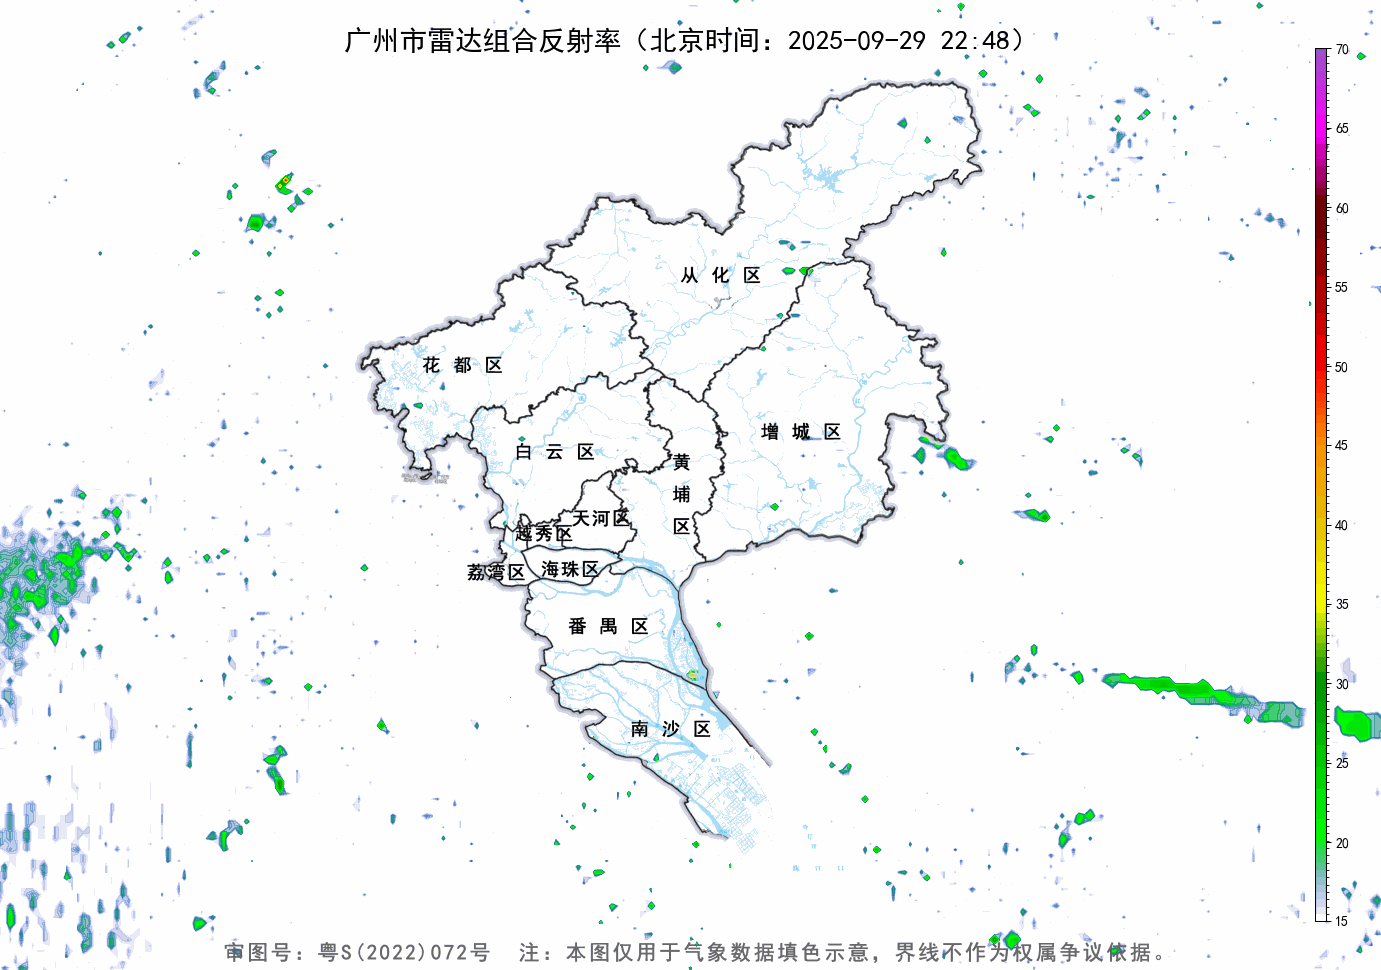 广州市雷达组合反射率（北京时间：2025-09-29 22:48）
70
65
60
55
50
45
40
35
30
25
20
15
从化区
花都区
增城区
白云区
黄埔区
天河区
越秀区
荔湾区
海珠区
番禺区
南沙区
审图号：粤S(2022)072号 注：本图仅用于气象数据填色示意，界线不作为权属争议依据。